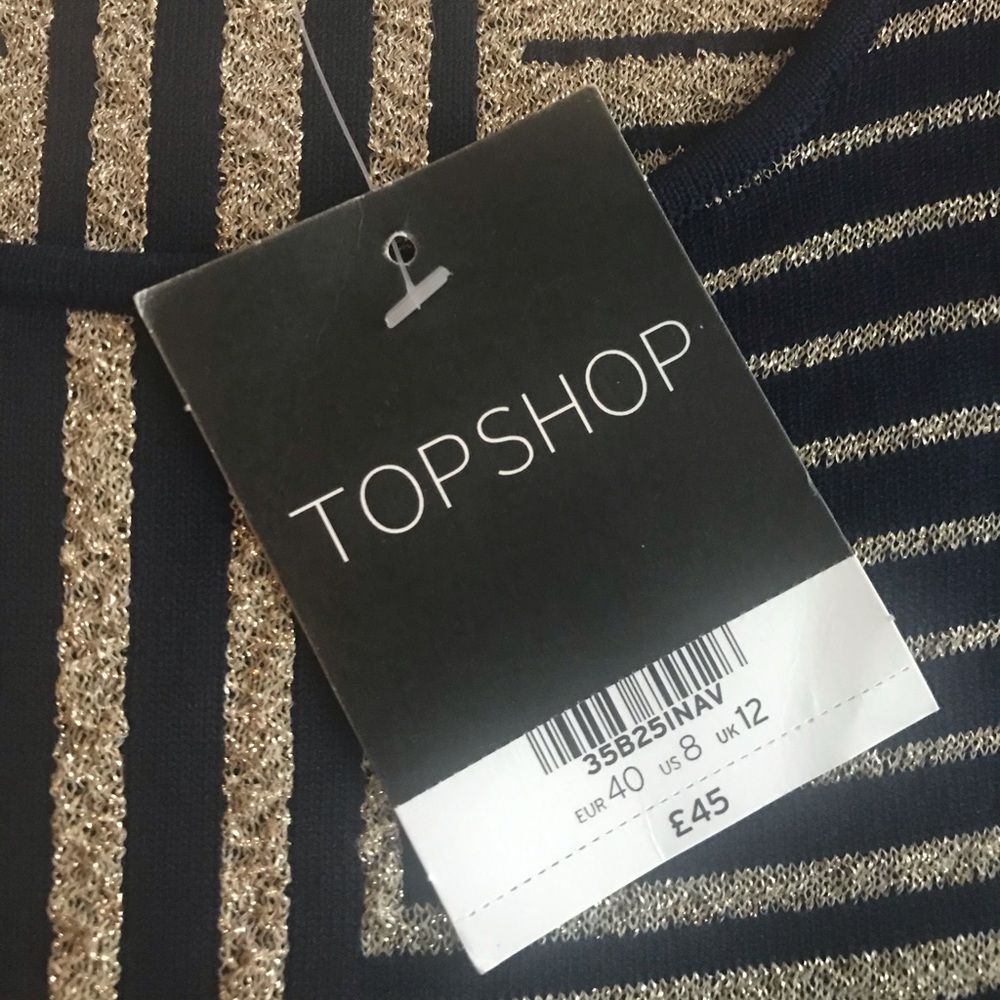 TOPSHOP
35B25INAV
EUR 40 US 8 UK 12
£45